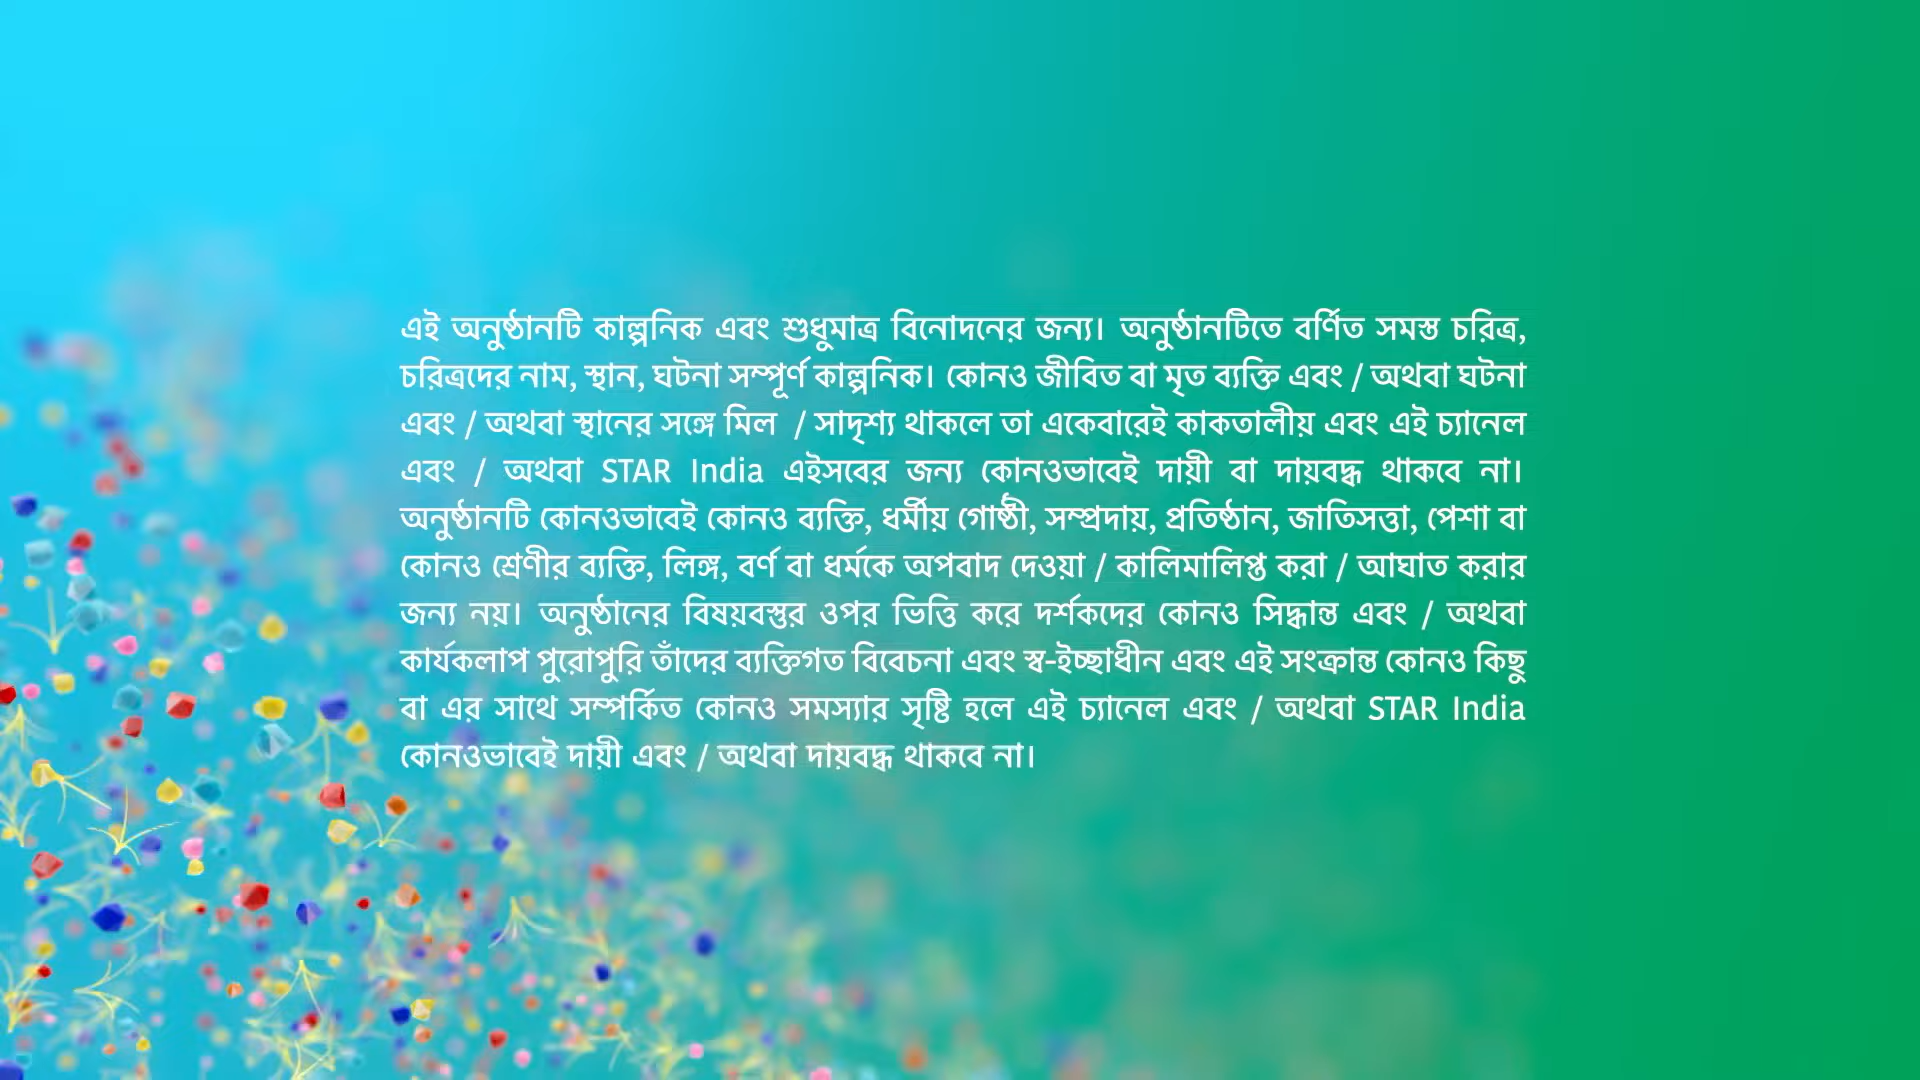 এই অনুষ্ঠানটি কাল্পনিক এবং শুধুমাত্র বিনোদনের জন্য। অনুষ্ঠানটিতে বর্ণিত সমস্ত চরিত্র,
চরিত্রদের নাম, স্থান, ঘটনা সম্পূর্ণ কাল্পনিক। কোনও জীবিত বা মৃত ব্যক্তি এবং / অথবা ঘটনা
এবং / অথবা স্থানের সঙ্গে মিল / সাদৃশ্য থাকলে তা একেবারেই কাকতালীয় এবং এই চ্যানেল
এবং / অথবা STAR India এইসবের জন্য কোনওভাবেই দায়ী বা দায়বদ্ধ থাকবে না।
অনুষ্ঠানটি কোনওভাবেই কোনও ব্যক্তি, ধর্মীয় গোষ্ঠী, সম্প্রদায়, প্রতিষ্ঠান, জাতিসত্তা, পেশা বা
কোনও শ্রেণীর ব্যক্তি, লিঙ্গ, বর্ণ বা ধর্মকে অপবাদ দেওয়া / কালিমালিপ্ত করা / আঘাত করার
জন্য নয়। অনুষ্ঠানের বিষয়বস্তুর ওপর ভিত্তি করে দর্শকদের কোনও সিদ্ধান্ত এবং / অথবা
কার্যকলাপ পুরোপুরি তাঁদের ব্যক্তিগত বিবেচনা এবং স্ব-ইচ্ছাধীন এবং এই সংক্রান্ত কোনও কিছু
বা এর সাথে সম্পর্কিত কোনও সমস্যার সৃষ্টি হলে এই চ্যানেল এবং / অথবা STAR India
কোনওভাবেই দায়ী এবং / অথবা দায়বদ্ধ থাকবে না।